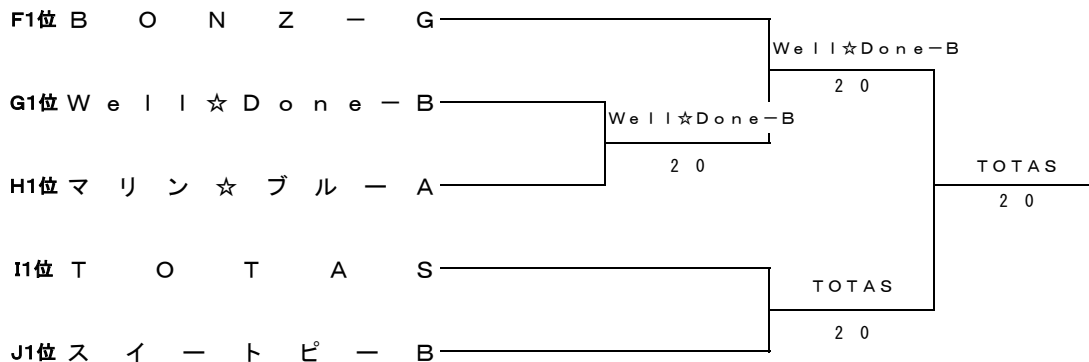 F1位 BONZ－G
Well☆Done－B
２０
G1位 Well☆Done－B
Well☆Done－B
２０
TOTAS
２０
H1位 マリン☆ブルーA
I1位 TOTAS
TOTAS
２０
J1位 スイートピーB